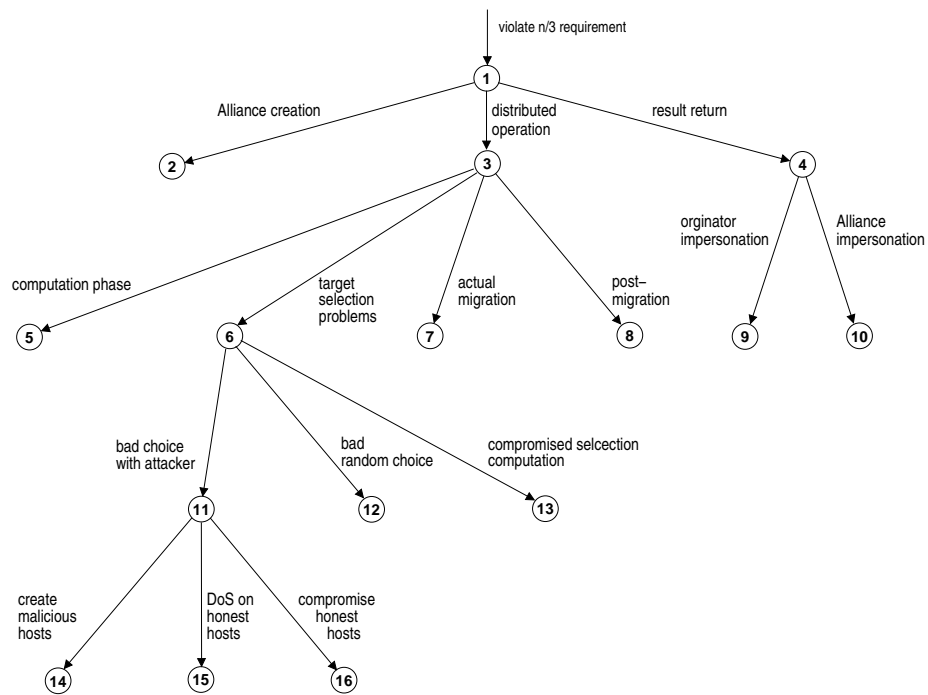 violate n/3 requirement
1
Alliance creation
distributed
operation
result return
2
3
4
computation phase
target
selection
problems
actual
migration
post–
migration
orginator
impersonation
Alliance
impersonation
5
6
7
8
9
10
bad choice
with attacker
bad
random choice
compromised selcection
computation
11
12
13
create
malicious
hosts
DoS on
honest
hosts
compromise
honest
hosts
14
15
16